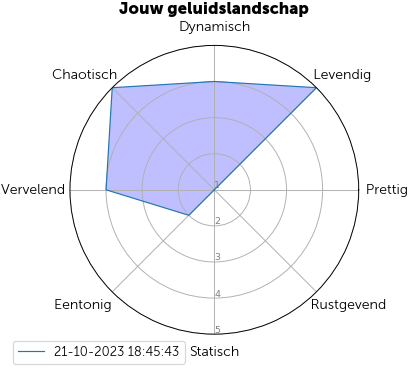 Jouw geluidslandschap
Dynamisch
Chaotisch
Levendig
Vervelend
1
Prettig
2
3
Eentonig
4
Rustgevend
5
21-10-2023 18:45:43
Statisch